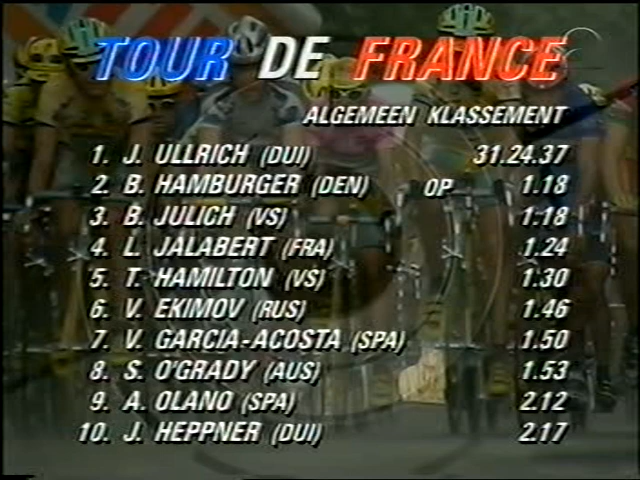 TOUR DE FRANCE
ALGEMEEN KLASSEMENT
1. J. ULLRICH (DUI) 31.24.37
2. B. HAMBURGER (DEN) OP 1.18
3. B. JULICH (VS) 1.18
4. L. JALABERT (FRA) 1.24
5. T. HAMILTON (VS) 1.30
6. V. EKIMOV (RUS) 1.46
7. V. GARCIA-ACOSTA (SPA) 1.50
8. S. O'GRADY (AUS) 1.53
9. A. OLANO (SPA) 2.12
10. J. HEPPNER (DUI) 2.17